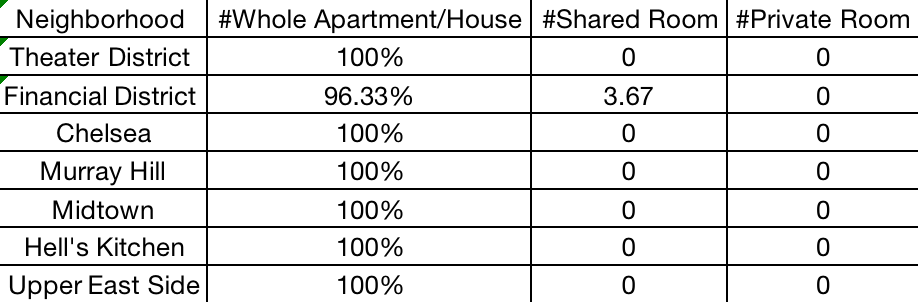 Neighborhood #Whole Apartment/House #Shared Room #Private Room
Theater District 100% 0 0
Financial District 96.33% 3.67 0
Chelsea 100% 0 0
Murray Hill 100% 0 0
Midtown 100% 0 0
Hell's Kitchen 100% 0 0
Upper East Side 100% 0 0